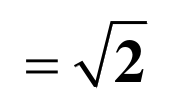 = √2